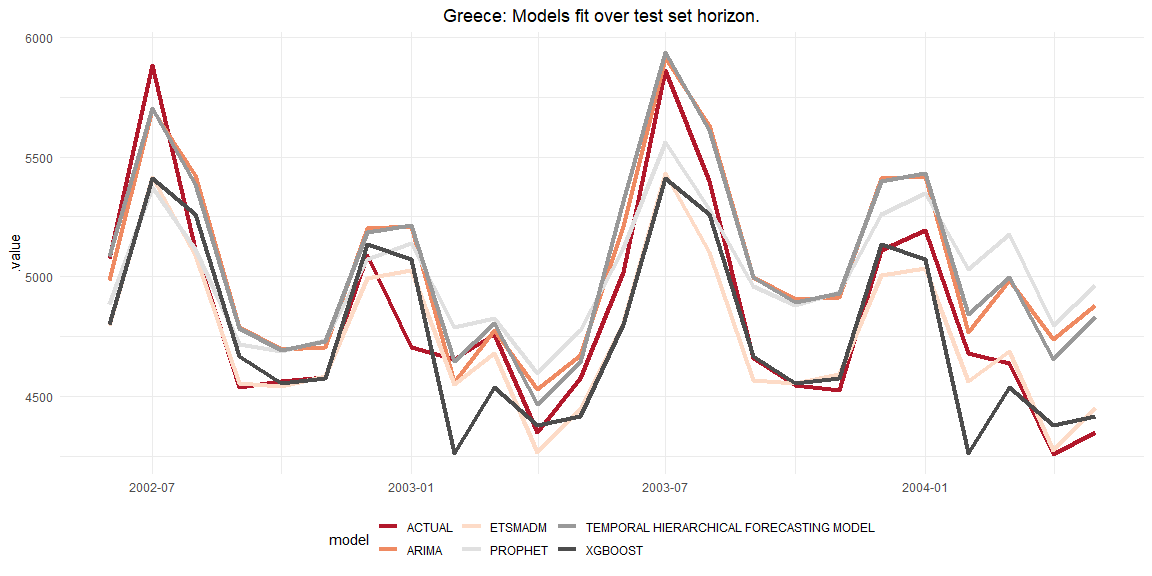 Greece: Models fit over test set horizon.
6000
5500
5000
4500
.value
2002-07 2003-01 2003-07 2004-01
model
ACTUAL ETSMADM TEMPORAL HIERARCHICAL FORECASTING MODEL
ARIMA PROPHET XGBOOST